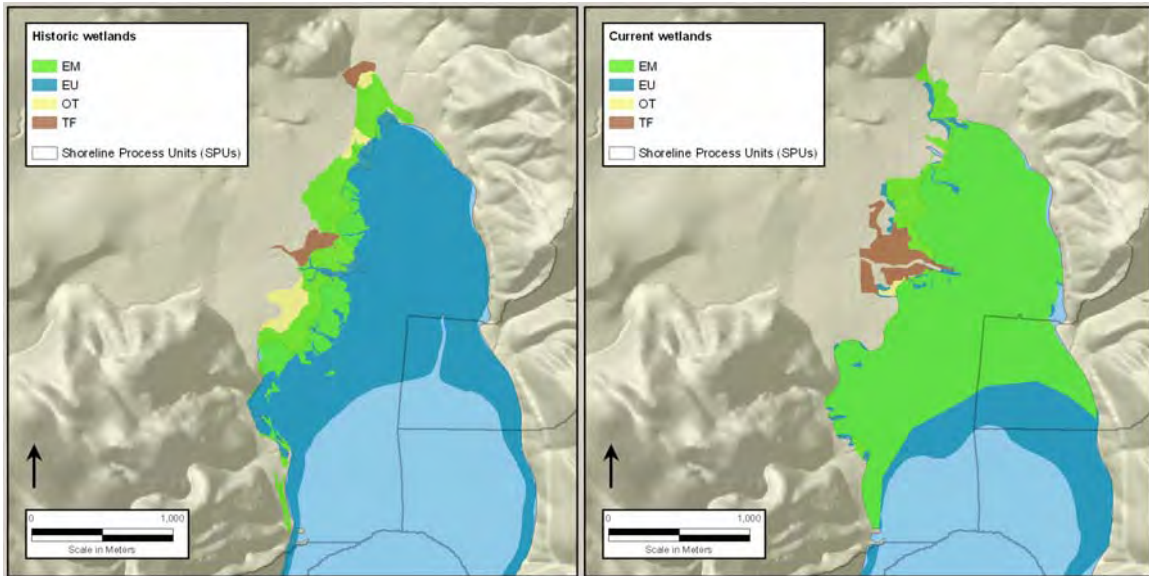 Historic wetlands
EM
EU
OT
TF
Shoreline Process Units (SPUs)
0 1,000
Scale in Meters
Current wetlands
EM
EU
OT
TF
Shoreline Process Units (SPUs)
0 1,000
Scale in Meters